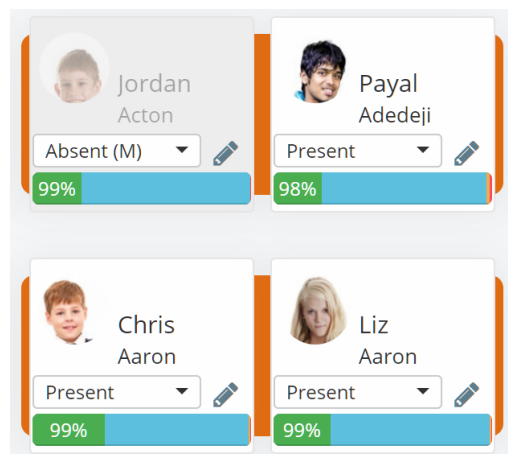 Jordan
Acton
Absent (M)
99%
Payal
Adedeji
Present
98%
Chris
Aaron
Present
99%
Liz
Aaron
Present
99%